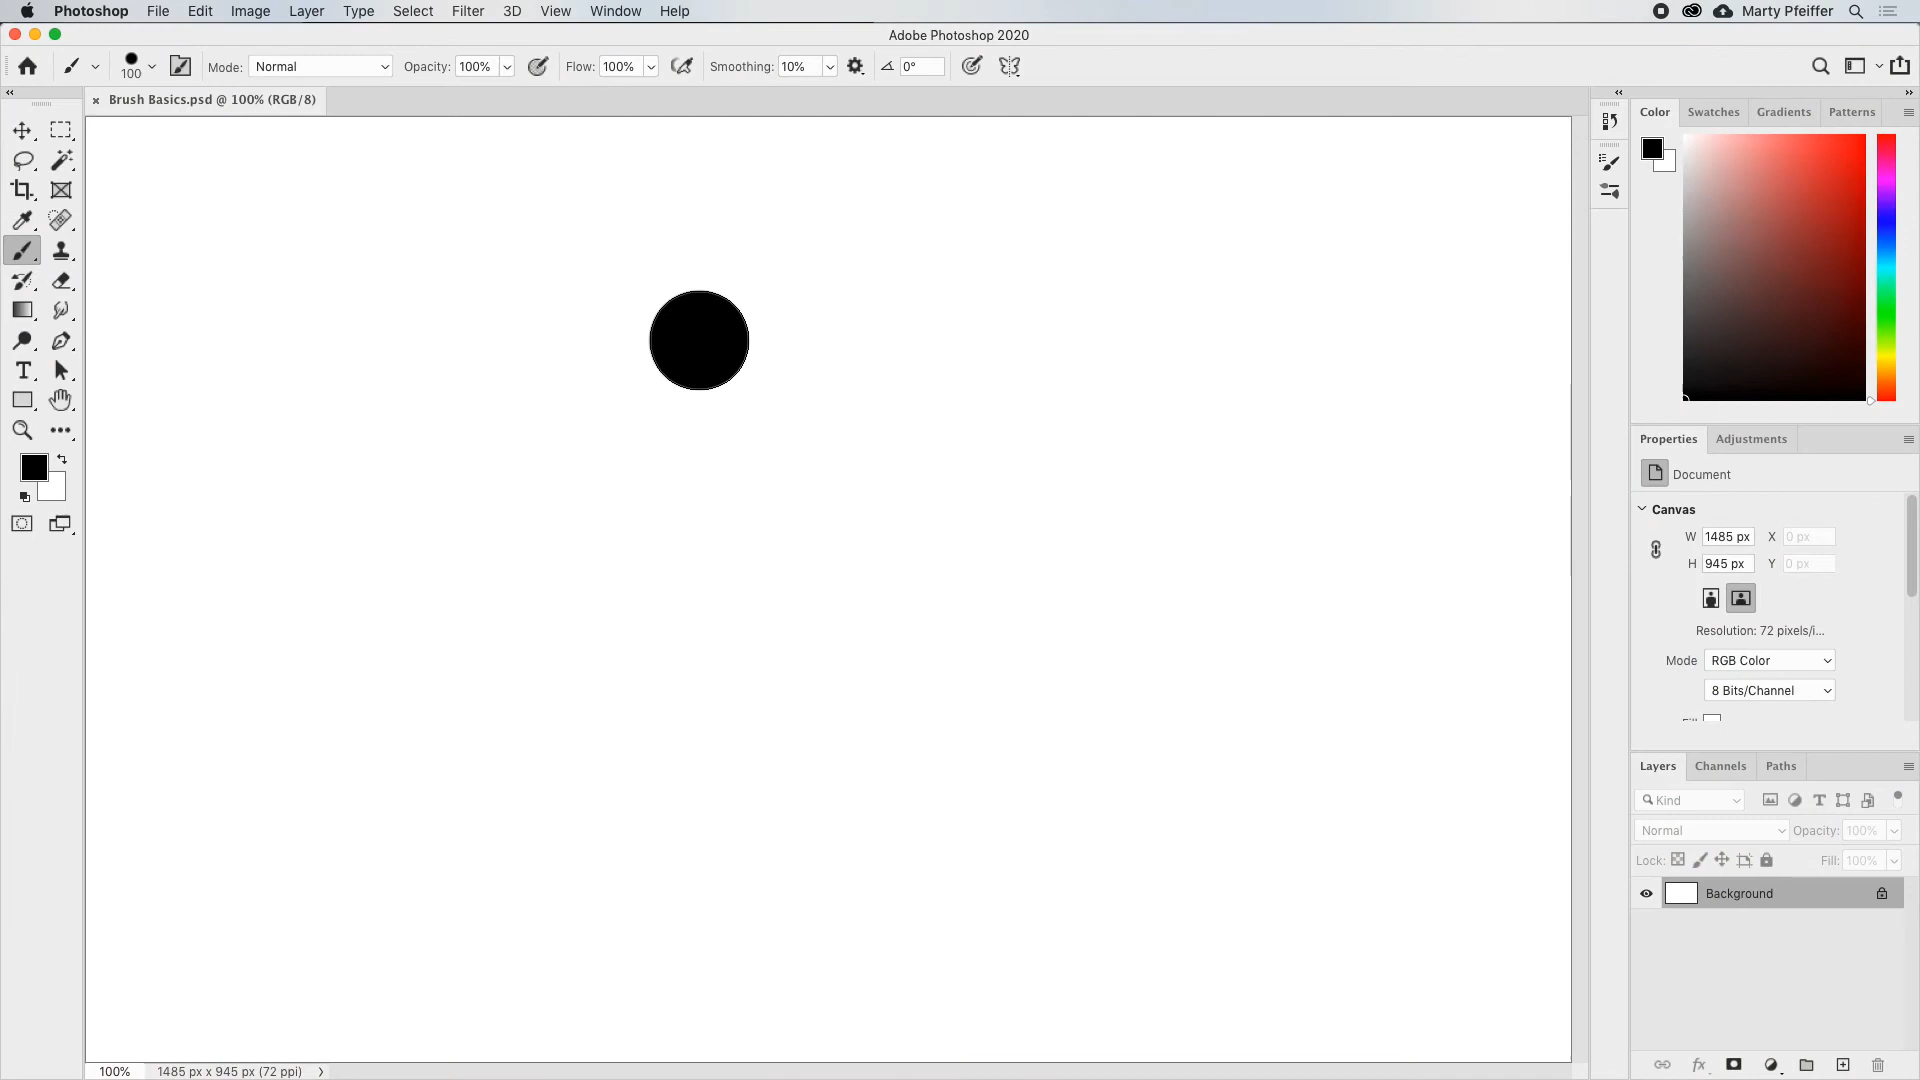 Photoshop File Edit Image Layer Type Select Filter 3D View Window Help Marty Pfeiffer
Adobe Photoshop 2020
100 Mode: Normal Opacity: 100% Flow: 100% Smoothing: 10% 0°
Brush Basics.psd @ 100% (RGB/8)
Color Swatches Gradients Patterns
Properties Adjustments
Document
Canvas
W 1485 px X 0 px
H 945 px Y 0 px
Resolution: 72 pixels/i...
Mode RGB Color
8 Bits/Channel
Layers Channels Paths
Kind
Normal Opacity: 100%
Lock: Fill: 100%
Background
100% 1485 px x 945 px (72 ppi)